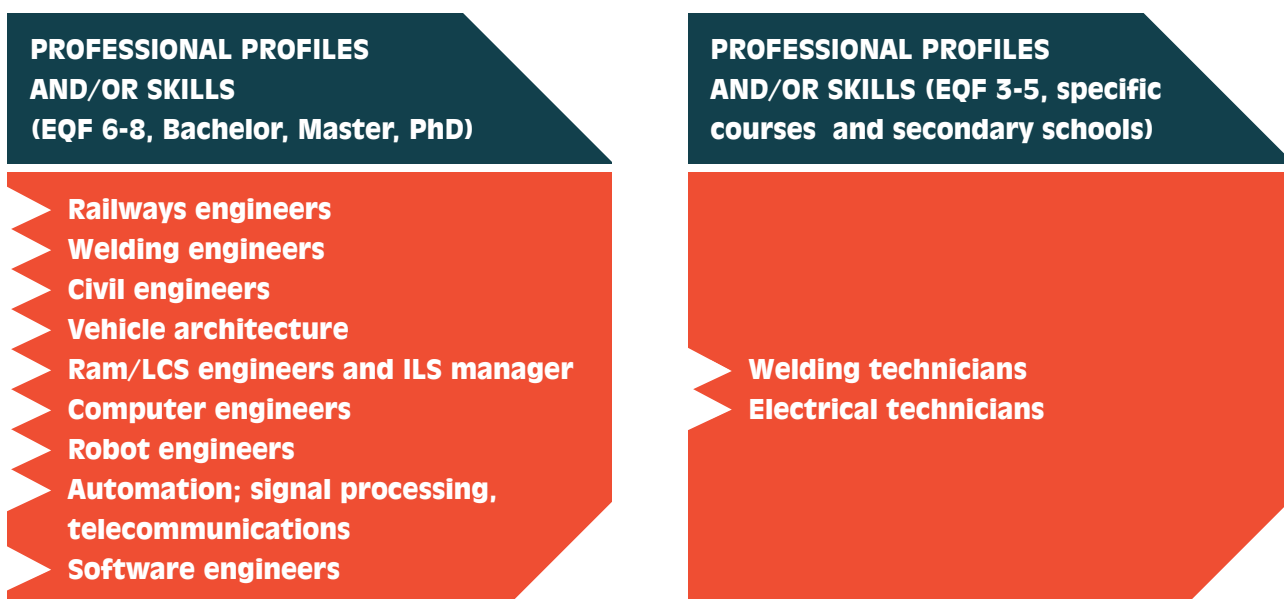 PROFESSIONAL PROFILES
AND/OR SKILLS
(EQF 6-8, Bachelor, Master, PhD)
Railways engineers
Welding engineers
Civil engineers
Vehicle architecture
Ram/LCS engineers and ILS manager
Computer engineers
Robot engineers
Automation; signal processing,
telecommunications
Software engineers
PROFESSIONAL PROFILES
AND/OR SKILLS (EQF 3-5, specific
courses and secondary schools)
Welding technicians
Electrical technicians